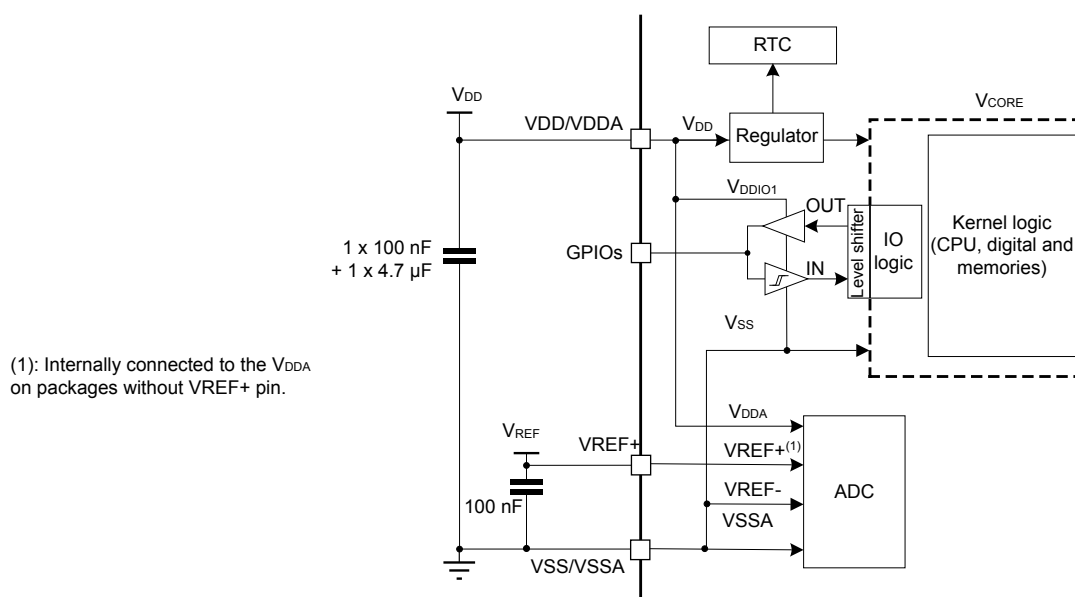 RTC
VDD
VCORE
VDD/VDDA
VDD
Regulator
VDDIO1
OUT
Level shifter
IO
logic
Kernel logic
(CPU, digital and
memories)
1 x 100 nF
+ 1 x 4.7 µF
GPIOs
IN
VSS
(1): Internally connected to the VDDA
on packages without VREF+ pin.
VDDA
VREF
VREF+
VREF+(1)
ADC
VREF-
100 nF
VSSA
VSS/VSSA